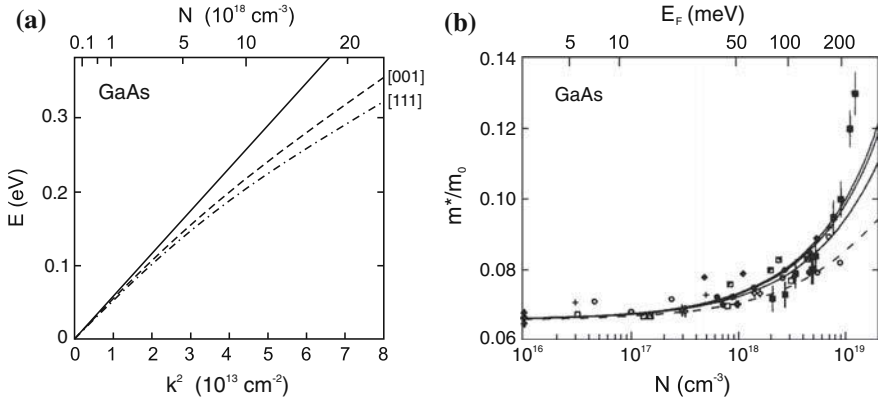 (a)
N (10¹⁸ cm⁻³)
0.1 1 5 10 20
GaAs
[001]
[111]
0.3
0.2
0.1
0
E (eV)
0 1 2 3 4 5 6 7 8
k² (10¹³ cm⁻²)
(b)
E_F (meV)
5 10 50 100 200
0.14
GaAs
0.12
0.10
0.08
0.06
m*/m₀
10¹⁶ 10¹⁷ 10¹⁸ 10¹⁹
N (cm⁻³)